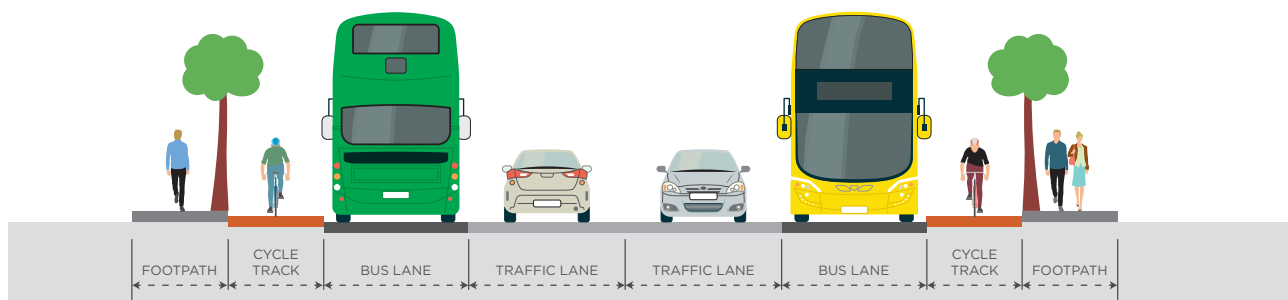 FOOTPATH
CYCLE
TRACK
BUS LANE
TRAFFIC LANE
TRAFFIC LANE
BUS LANE
CYCLE
TRACK
FOOTPATH